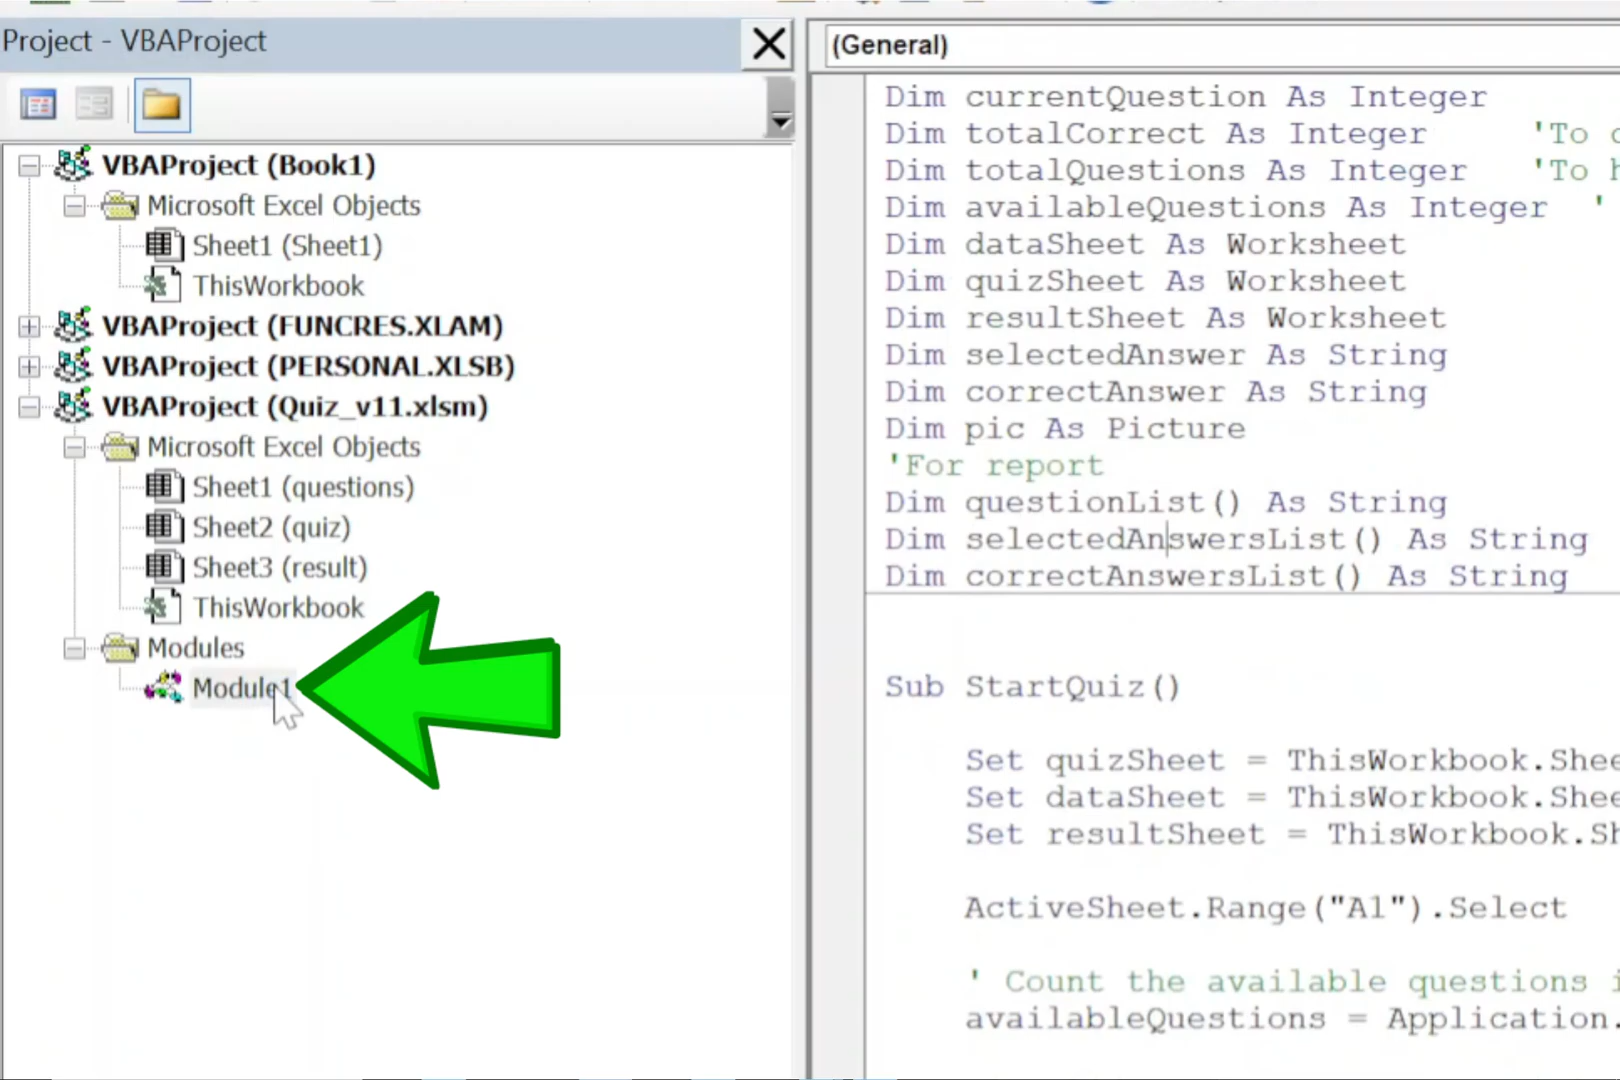 Project - VBAProject
VBAProject (Book1)
Microsoft Excel Objects
Sheet1 (Sheet1)
ThisWorkbook
VBAProject (FUNCRES.XLAM)
VBAProject (PERSONAL.XLSB)
VBAProject (Quiz_v11.xlsm)
Microsoft Excel Objects
Sheet1 (questions)
Sheet2 (quiz)
Sheet3 (result)
ThisWorkbook
Modules
Module1
(General)
Dim currentQuestion As Integer
Dim totalCorrect As Integer 'To
Dim totalQuestions As Integer 'To
Dim availableQuestions As Integer '
Dim dataSheet As Worksheet
Dim quizSheet As Worksheet
Dim resultSheet As Worksheet
Dim selectedAnswer As String
Dim correctAnswer As String
Dim pic As Picture
'For report
Dim questionList() As String
Dim selectedAnswersList() As String
Dim correctAnswersList() As String
Sub StartQuiz()
Set quizSheet = ThisWorkbook.Shee
Set dataSheet = ThisWorkbook.Shee
Set resultSheet = ThisWorkbook.Sh
ActiveSheet.Range("A1").Select
' Count the available questions
availableQuestions = Application.